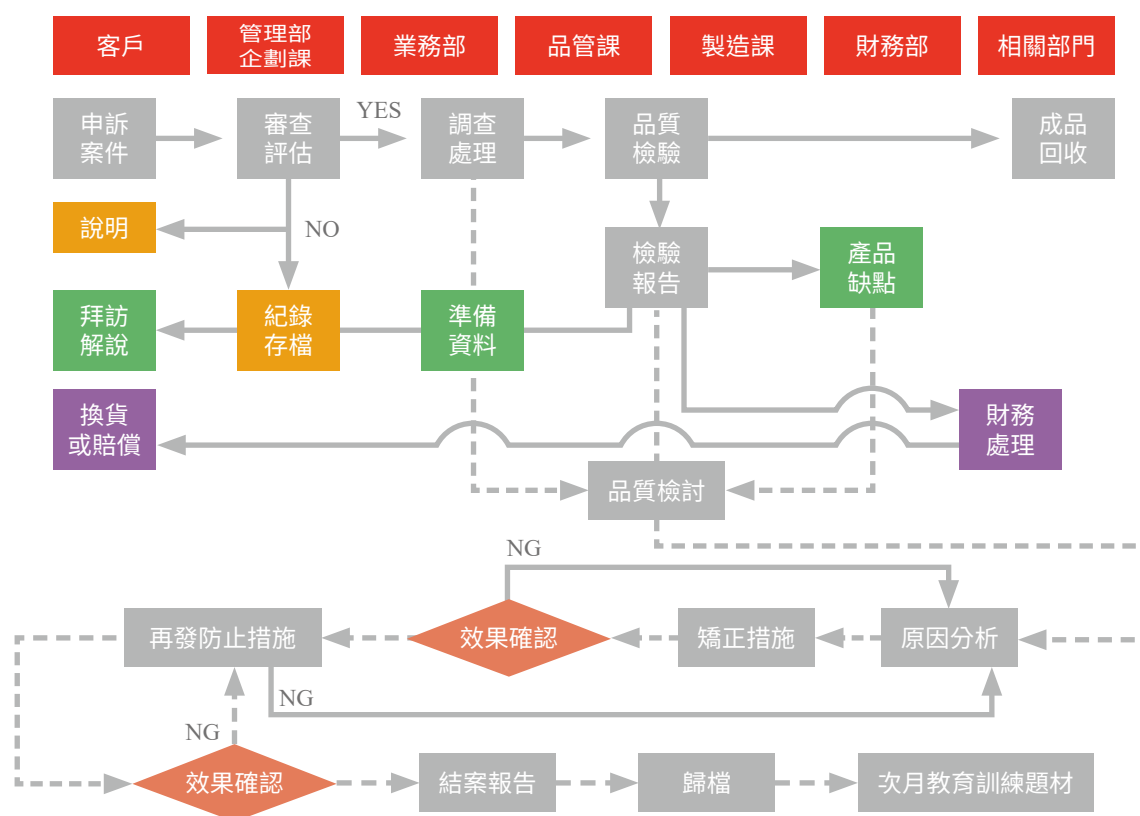 客戶
管理部
企劃課
業務部
品管課
製造課
財務部
相關部門
申訴
案件
審查
評估
YES
調查
處理
品質
檢驗
成品
回收
說明
NO
檢驗
報告
產品
缺點
拜訪
解說
紀錄
存檔
準備
資料
換貨
或賠償
財務
處理
品質檢討
NG
再發防止措施
效果確認
矯正措施
原因分析
NG
NG
效果確認
結案報告
歸檔
次月教育訓練題材